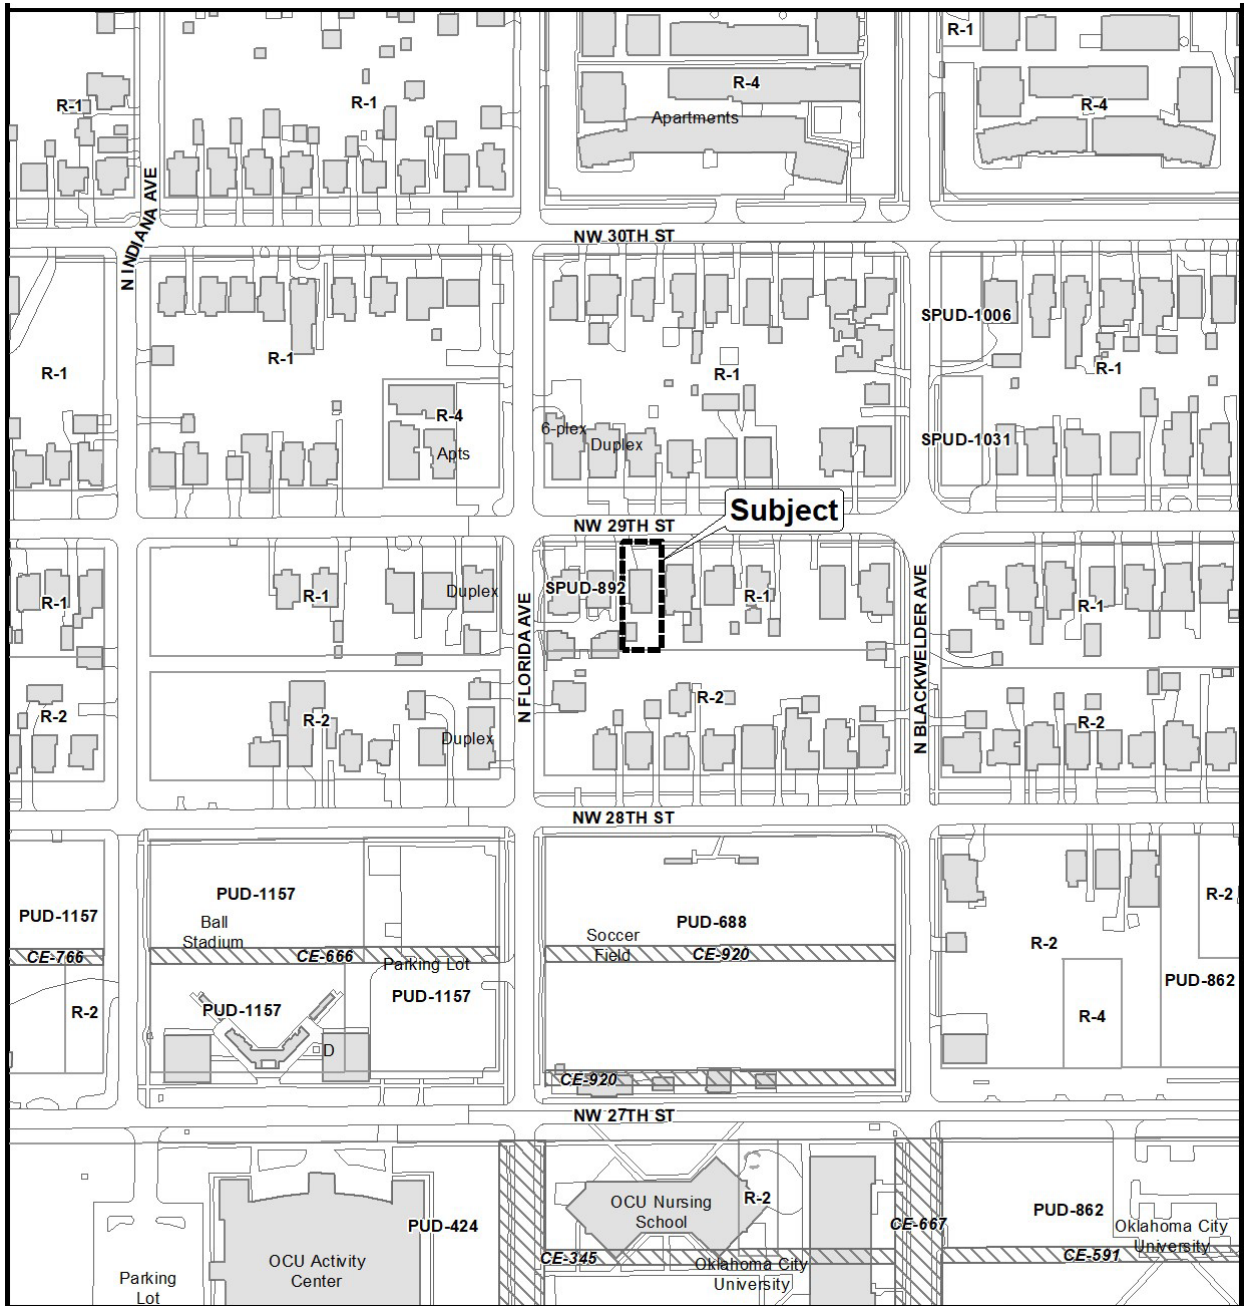 R-1
R-4
R-1
R-1
R-4
Apartments
N INDIANA AVE
NW 30TH ST
SPUD-1006
R-1
R-1
R-1
R-1
R-4
6-plex
Duplex
Apts
SPUD-1031
Subject
NW 29TH ST
SPUD-892
Duplex
R-1
R-1
R-1
R-1
N FLORIDA AVE
N BLACKWELDER AVE
R-2
R-2
R-2
R-2
Duplex
NW 28TH ST
PUD-1157
PUD-1157
Ball
Stadium
PUD-688
Soccer
Field
R-2
R-2
CE-766
CE-666
CE-920
Parking Lot
PUD-1157
PUD-1157
PUD-862
R-2
R-4
D
CE-920
NW 27TH ST
OCU Nursing
School
R-2
PUD-424
CE-667
PUD-862
Oklahoma City
University
CE-345
CE-591
OCU Activity
Center
Oklahoma City
University
Parking
Lot